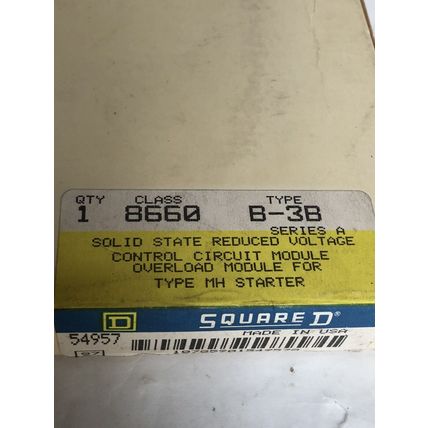 QTY CLASS TYPE
1 8660 B-3B
SERIES A
SOLID STATE REDUCED VOLTAGE
CONTROL CIRCUIT MODULE
OVERLOAD MODULE FOR
TYPE MH STARTER
D SQUARE D®
54957 MADE IN USA